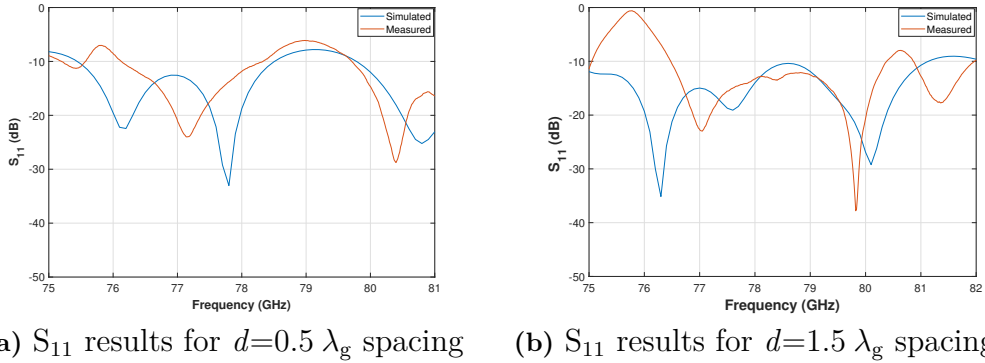 0
-10
-20
-30
-40
-50
S11 (dB)
75 76 77 78 79 80 81
Frequency (GHz)
Simulated
Measured
0
-10
-20
-30
-40
-50
S11 (dB)
75 76 77 78 79 80 81 82
Frequency (GHz)
Simulated
Measured
a) S11 results for d=0.5 λg spacing
(b) S11 results for d=1.5 λg spacing